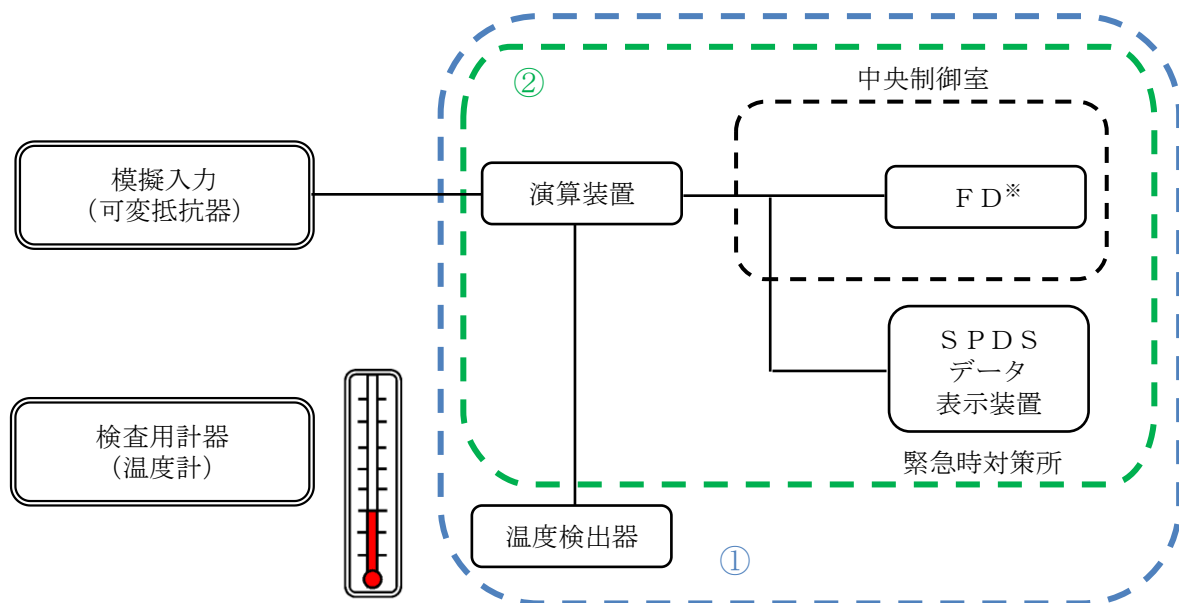 ②
中央制御室
模擬入力
（可変抵抗器）
演算装置
ＦＤ※
ＳＰＤＳ
データ
表示装置
検査用計器
（温度計）
緊急時対策所
温度検出器
①